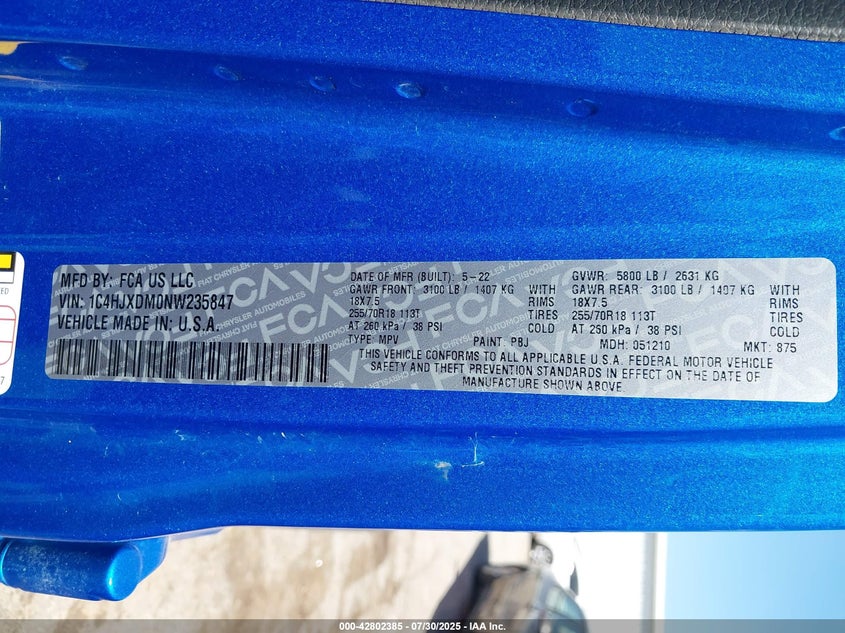 MFD BY: FCA US LLC
VIN: 1C4HJXDM0NW235847
VEHICLE MADE IN: U.S.A.
DATE OF MFR (BUILT): 5-22
GAWR FRONT: 3100 LB / 1407 KG WITH
18X7.5 RIMS
255/70R18 113T TIRES
AT 260 kPa / 38 PSI COLD
TYPE: MPV PAINT: PBJ
GVWR: 5800 LB / 2631 KG
GAWR REAR: 3100 LB / 1407 KG WITH
18X7.5 RIMS
255/70R18 113T TIRES
AT 260 kPa / 38 PSI COLD
MDH: 051210 MKT: 875
THIS VEHICLE CONFORMS TO ALL APPLICABLE U.S.A. FEDERAL MOTOR VEHICLE
SAFETY AND THEFT PREVENTION STANDARDS IN EFFECT ON THE DATE OF
MANUFACTURE SHOWN ABOVE.
000-42802385 - 07/30/2025 - IAA Inc.